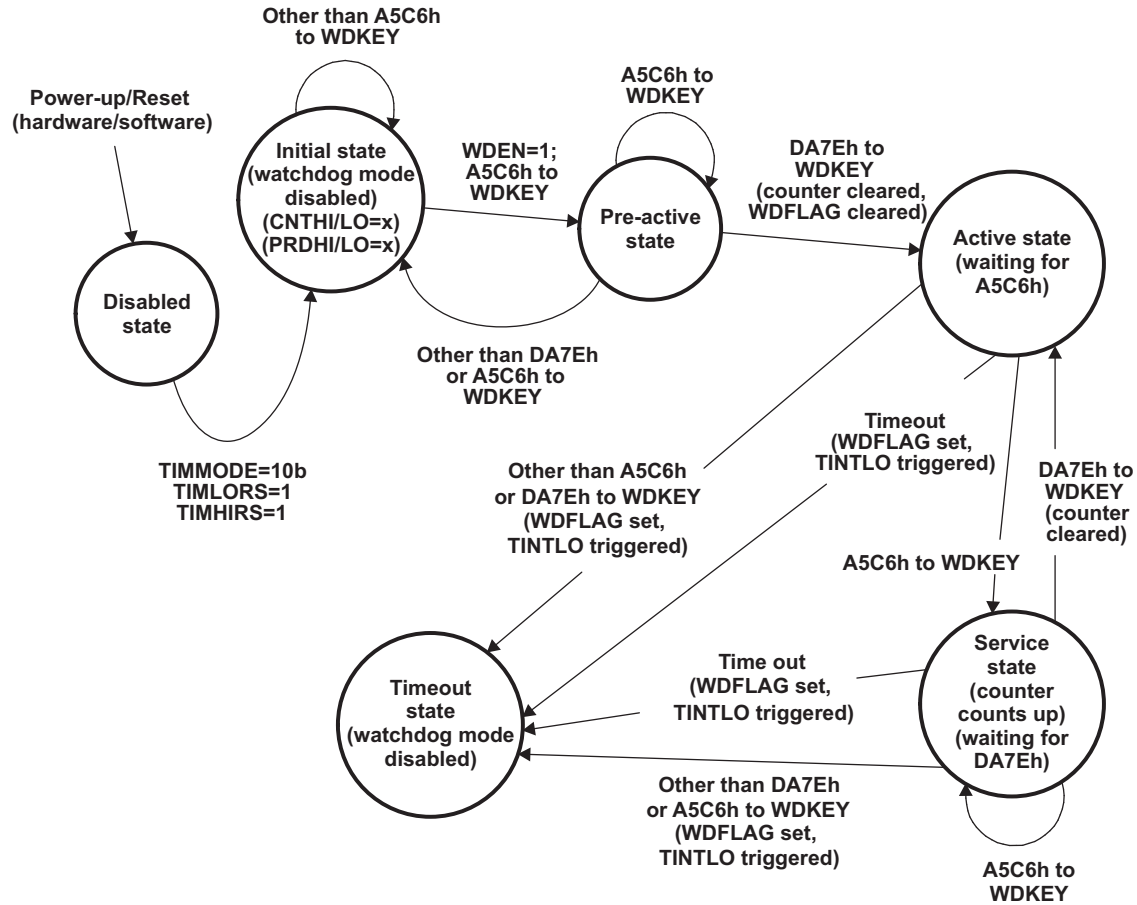 Other than A5C6h
to WDKEY
Power-up/Reset
(hardware/software)
Initial state
(watchdog mode
disabled)
(CNTHI/LO=x)
(PRDHI/LO=x)
WDEN=1;
A5C6h to
WDKEY
A5C6h to
WDKEY
Pre-active
state
DA7Eh to
WDKEY
(counter cleared,
WDFLAG cleared)
Active state
(waiting for
A5C6h)
Disabled
state
Other than DA7Eh
or A5C6h to
WDKEY
TIMMODE=10b
TIMLORS=1
TIMHIRS=1
Other than A5C6h
or DA7Eh to WDKEY
(WDFLAG set,
TINTLO triggered)
Timeout
(WDFLAG set,
TINTLO triggered)
DA7Eh to
WDKEY
(counter
cleared)
A5C6h to WDKEY
Timeout
state
(watchdog mode
disabled)
Time out
(WDFLAG set,
TINTLO triggered)
Service
state
(counter
counts up)
(waiting for
DA7Eh)
Other than DA7Eh
or A5C6h to WDKEY
(WDFLAG set,
TINTLO triggered)
A5C6h to
WDKEY